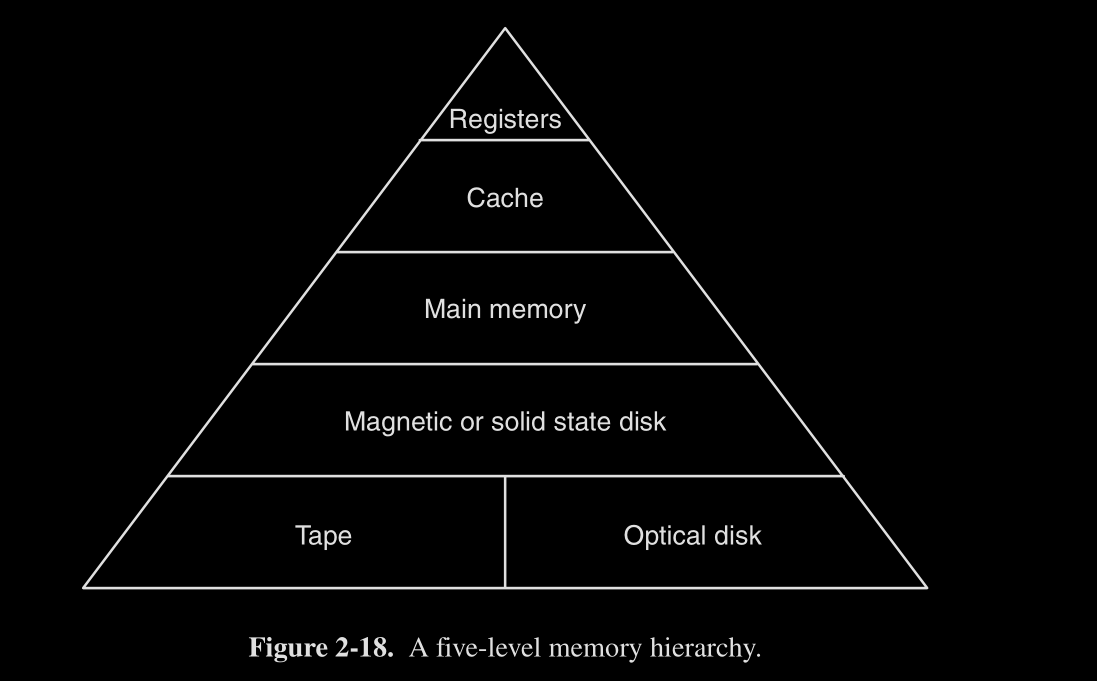 Registers
Cache
Main memory
Magnetic or solid state disk
Tape
Optical disk
Figure 2-18. A five-level memory hierarchy.